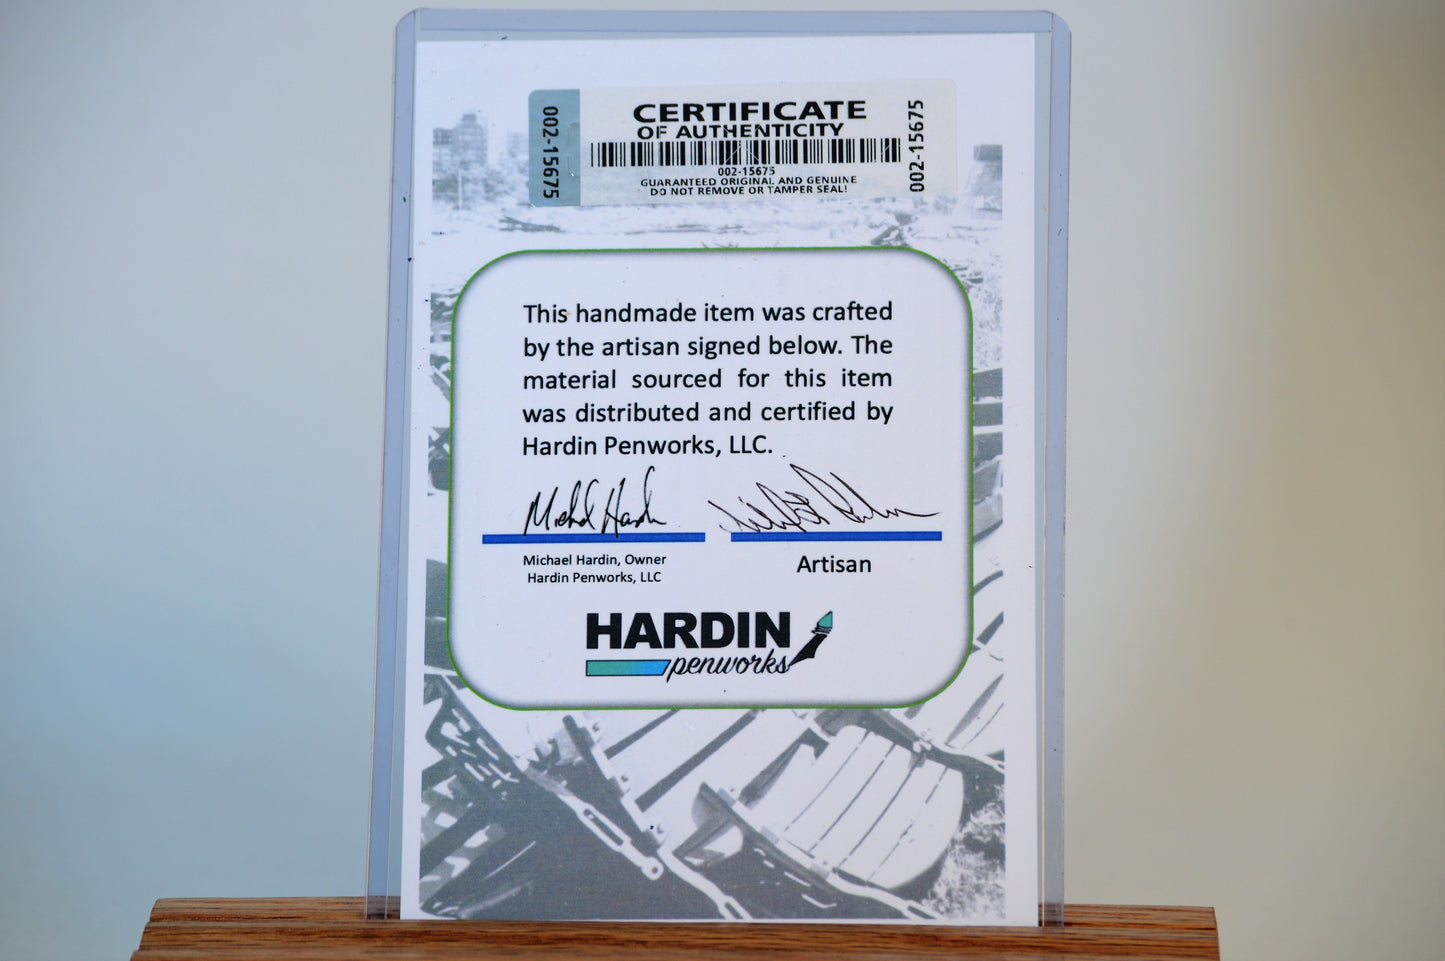 002-15675
CERTIFICATE
OF AUTHENTICITY
002-15675
GUARANTEED ORIGINAL AND GENUINE
DO NOT REMOVE OR TAMPER SEAL!
002-15675
This handmade item was crafted
by the artisan signed below. The
material sourced for this item
was distributed and certified by
Hardin Penworks, LLC.
Michael Hardin
Michael Hardin, Owner
Hardin Penworks, LLC
Artisan
HARDIN
penworks